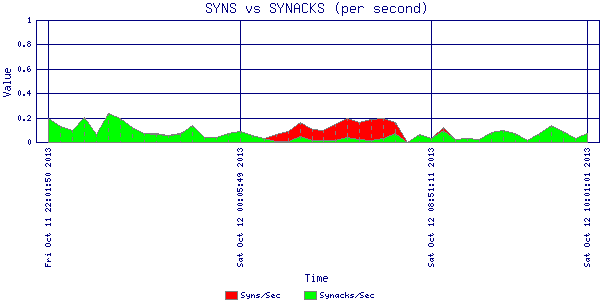 SYNS vs SYNACKS (per second)
1
0.8
0.6
0.4
0.2
0
Value
Fri Oct 11 22:01:50 2013
Sat Oct 12 00:05:49 2013
Sat Oct 12 08:51:11 2013
Sat Oct 12 10:01:01 2013
Time
Syns/Sec
Synacks/Sec